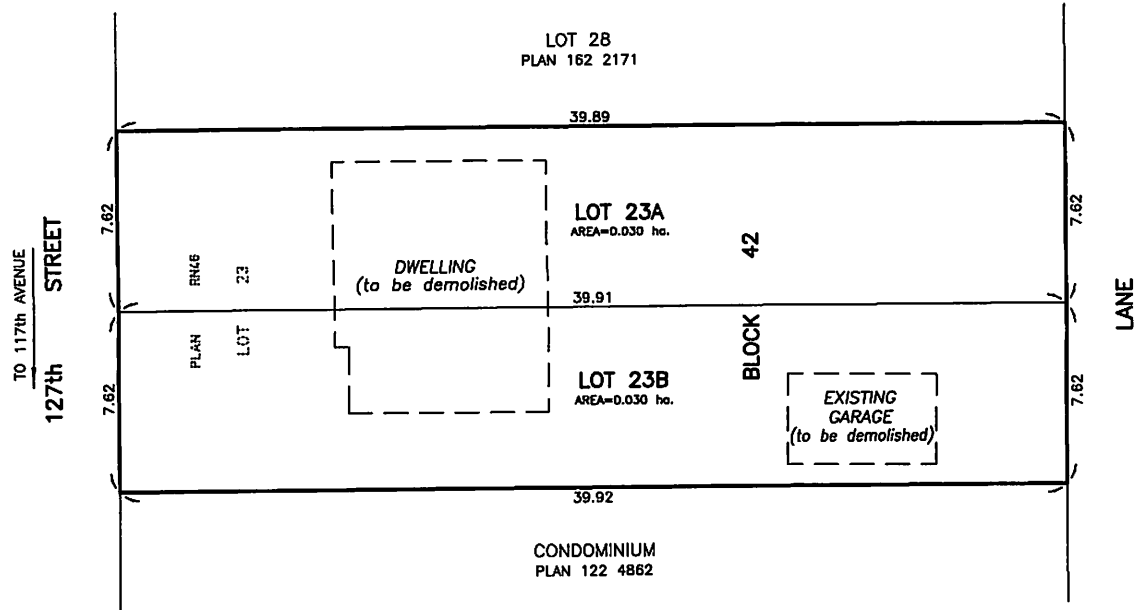 LOT 28
PLAN 162 2171
39.89
7.62
7.62
LOT 23A
AREA=0.030 ha.
42
DWELLING
(to be demolished)
RN46
23
39.91
TO 117th AVENUE
127th STREET
LANE
PLAN
LOT
BLOCK
7.62
7.62
LOT 23B
AREA=0.030 ha.
EXISTING
GARAGE
(to be demolished)
39.92
CONDOMINIUM
PLAN 122 4862